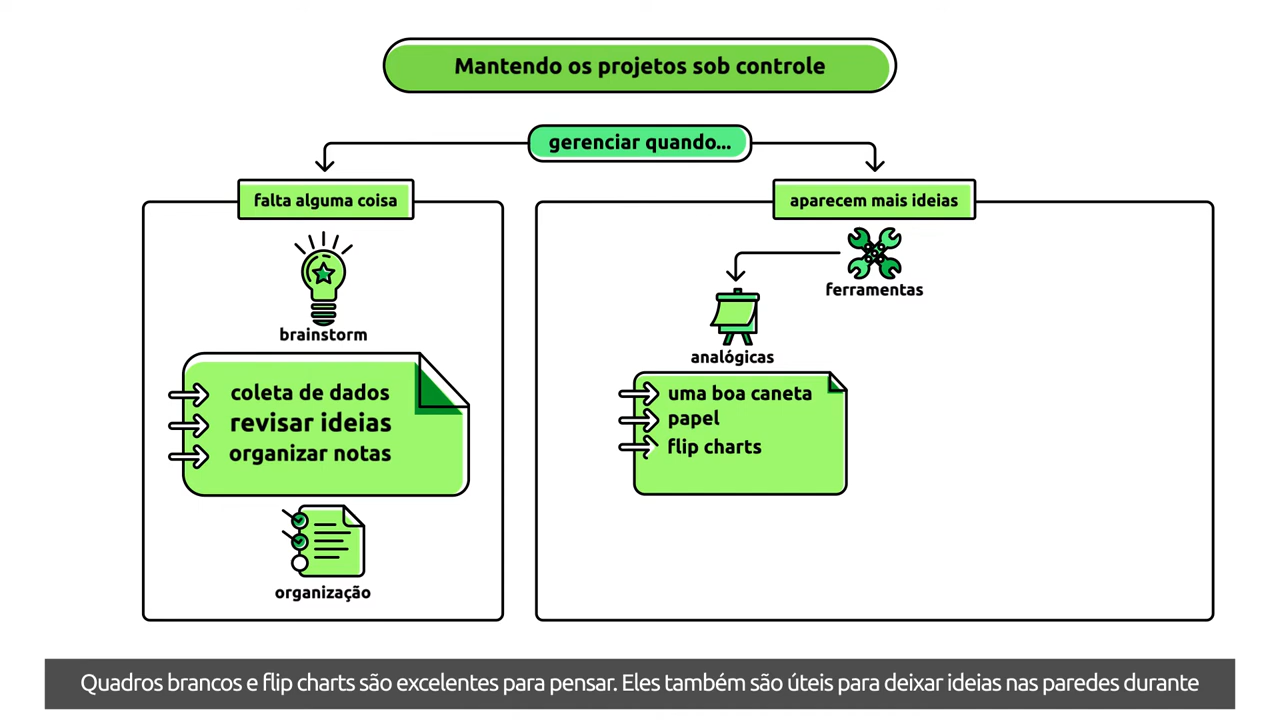 Mantendo os projetos sob controle
gerenciar quando...
falta alguma coisa
brainstorm
coleta de dados
revisar ideias
organizar notas
organização
aparecem mais ideias
ferramentas
analógicas
uma boa caneta
papel
flip charts
Quadros brancos e flip charts são excelentes para pensar. Eles também são úteis para deixar ideias nas paredes durante